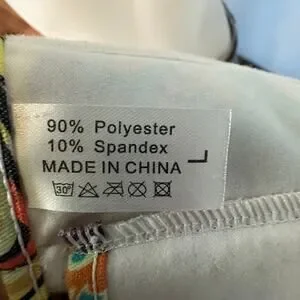 90% Polyester
10% Spandex
MADE IN CHINA L
30°